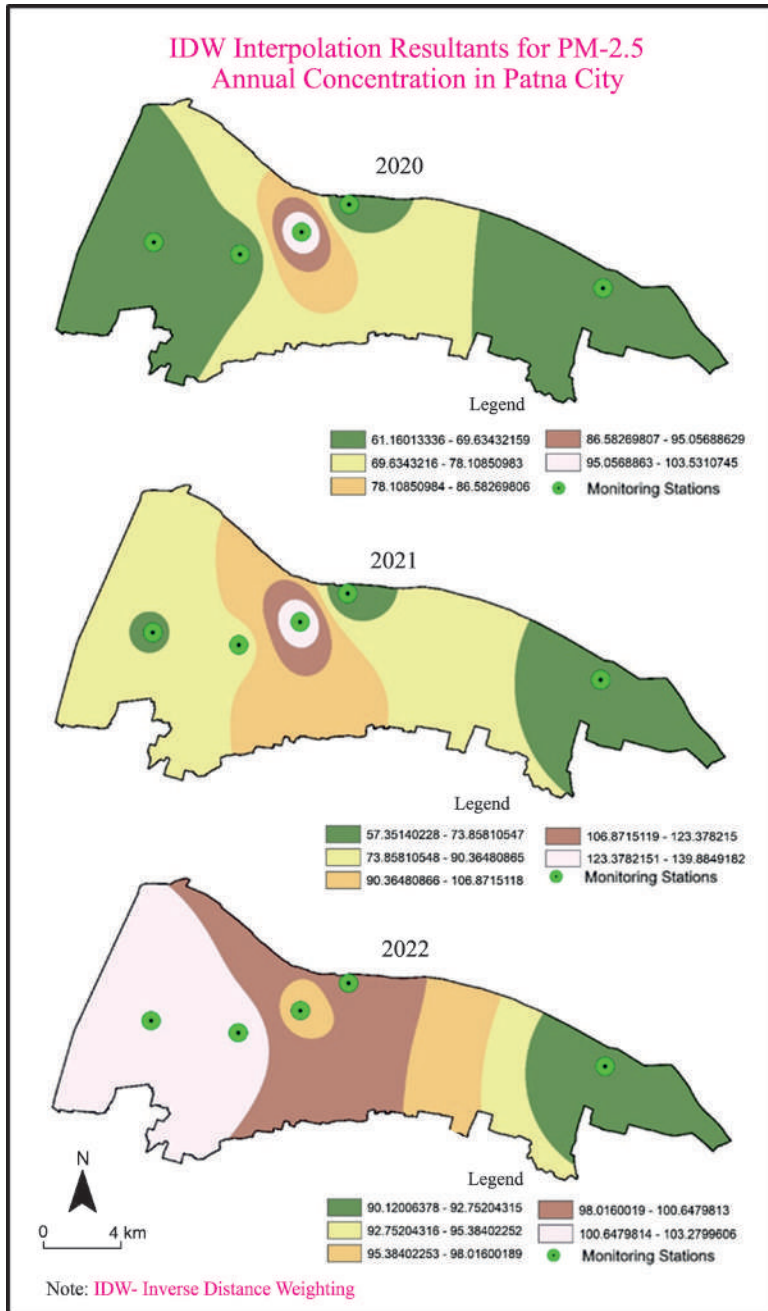 IDW Interpolation Resultants for PM-2.5
Annual Concentration in Patna City
2020
Legend
61.16013336 - 69.63432159
69.6343216 - 78.10850983
78.10850984 - 86.58269806
86.58269807 - 95.05688629
95.0568863 - 103.5310745
Monitoring Stations
2021
Legend
57.35140228 - 73.85810547
73.85810548 - 90.36480865
90.36480866 - 106.8715118
106.8715119 - 123.378215
123.3782151 - 139.8849182
Monitoring Stations
2022
N
0 4 km
Legend
90.12006378 - 92.75204315
92.75204316 - 95.38402252
95.38402253 - 98.01600189
98.0160019 - 100.6479813
100.6479814 - 103.2799606
Monitoring Stations
Note: IDW- Inverse Distance Weighting